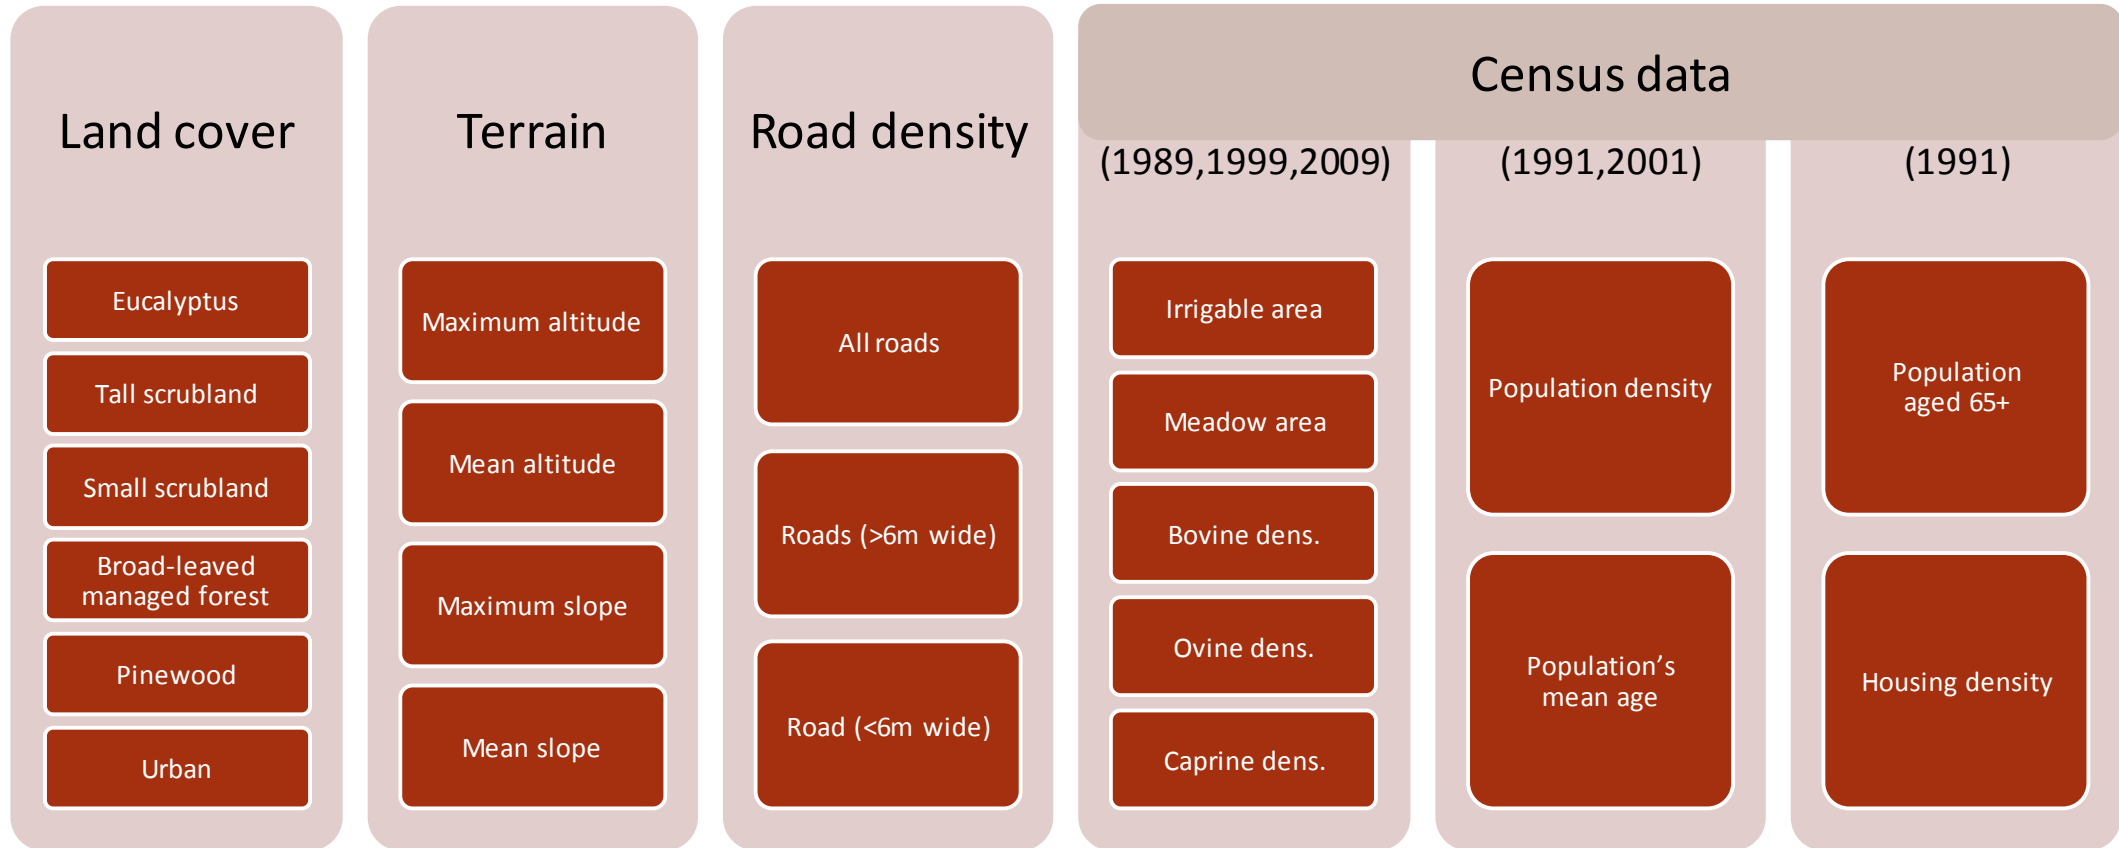 Land cover
Eucalyptus
Tall scrubland
Small scrubland
Broad-leaved
managed forest
Pinewood
Urban
Terrain
Maximum altitude
Mean altitude
Maximum slope
Mean slope
Road density
All roads
Roads (>6m wide)
Road (<6m wide)
Census data
(1989,1999,2009)
Irrigable area
Meadow area
Bovine dens.
Ovine dens.
Caprine dens.
(1991,2001)
Population density
Population’s
mean age
(1991)
Population
aged 65+
Housing density